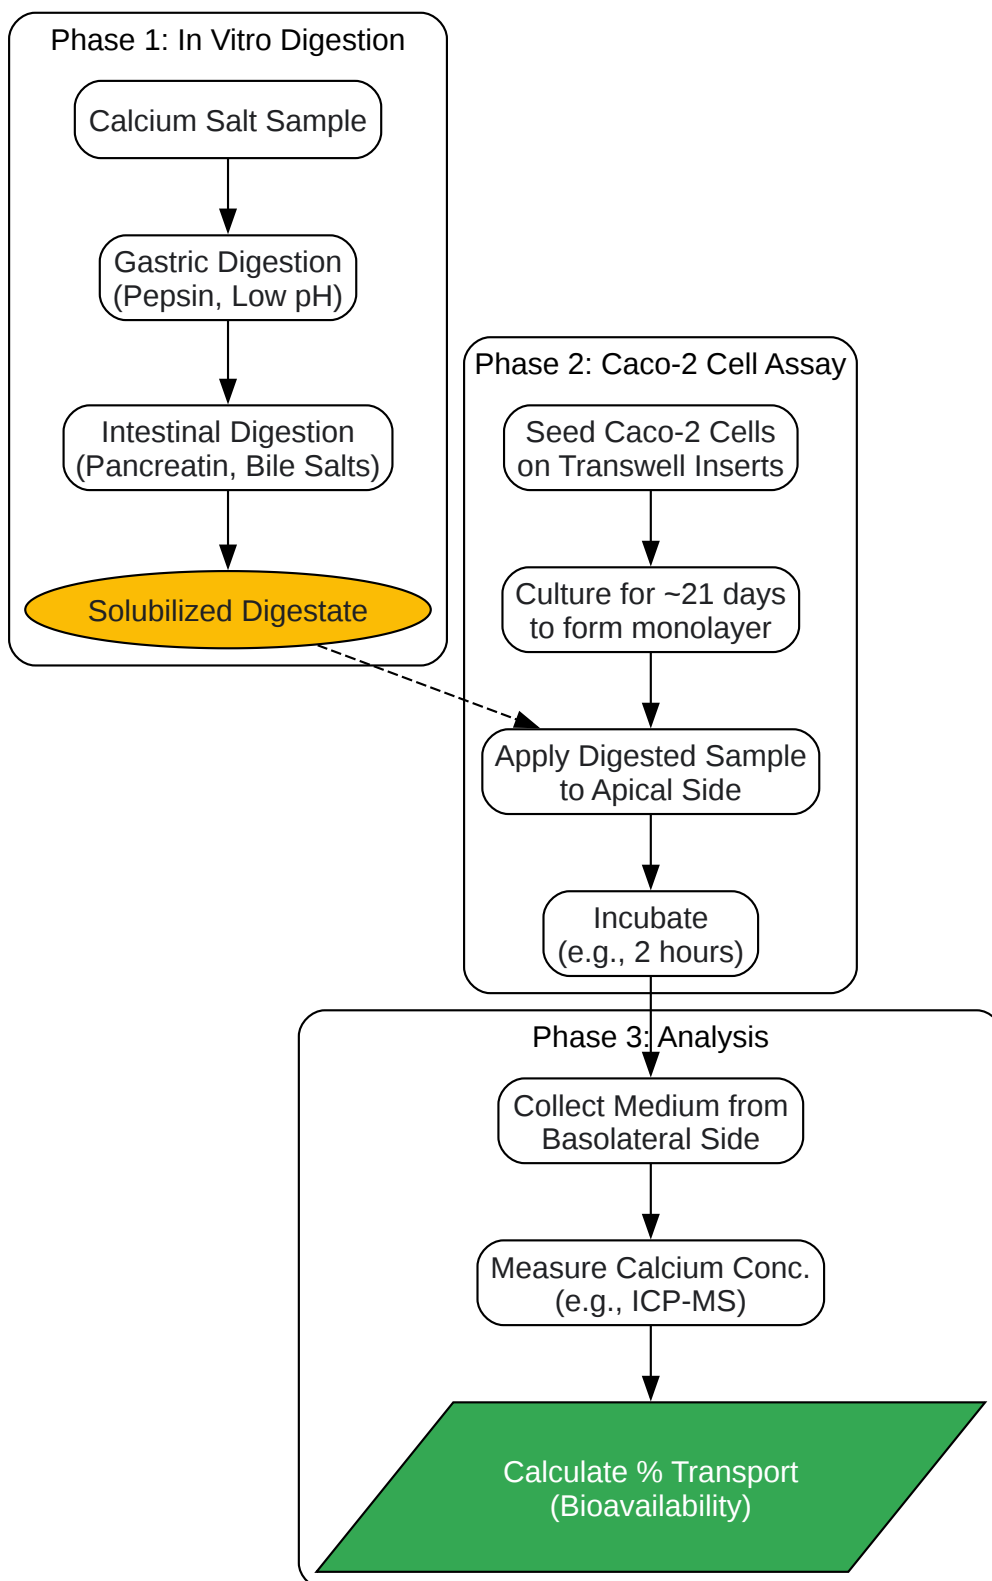 Phase 1: In Vitro Digestion
Calcium Salt Sample
Gastric Digestion
(Pepsin, Low pH)
Intestinal Digestion
(Pancreatin, Bile Salts)
Solubilized Digestate
Phase 2: Caco-2 Cell Assay
Seed Caco-2 Cells
on Transwell Inserts
Culture for ~21 days
to form monolayer
Apply Digested Sample
to Apical Side
Incubate
(e.g., 2 hours)
Phase 3: Analysis
Collect Medium from
Basolateral Side
Measure Calcium Conc.
(e.g., ICP-MS)
Calculate % Transport
(Bioavailability)